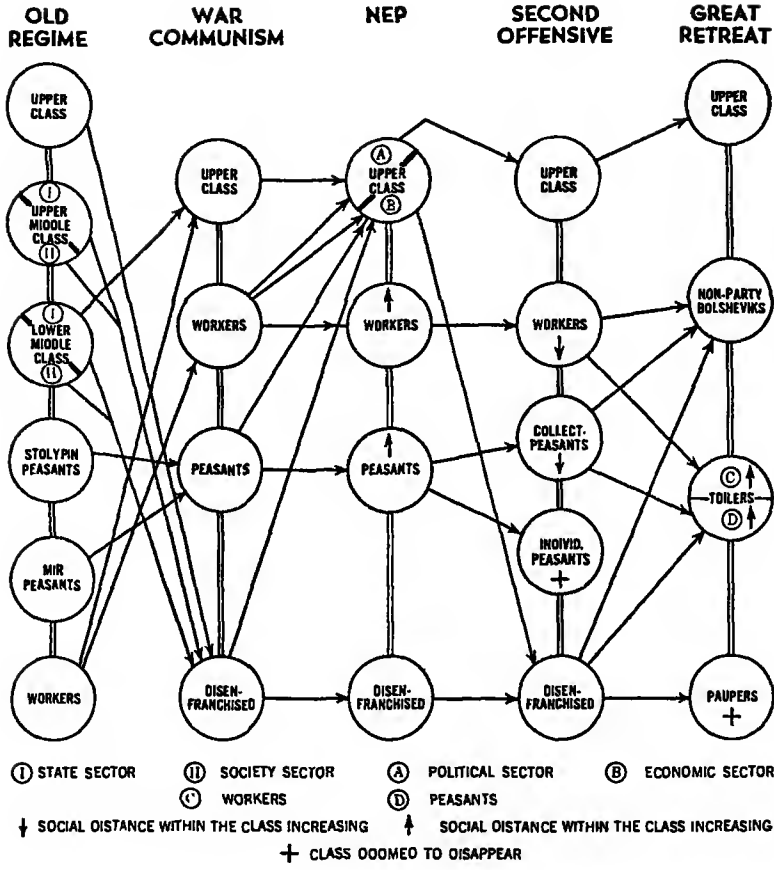 OLD REGIME
WAR COMMUNISM
NEP
SECOND OFFENSIVE
GREAT RETREAT
UPPER CLASS
I
UPPER MIDDLE CLASS
II
I
LOWER MIDDLE CLASS
II
STOLYPIN PEASANTS
MIR PEASANTS
WORKERS
UPPER CLASS
WORKERS
PEASANTS
DISEN-
FRANCHISED
A
UPPER CLASS
B
WORKERS
PEASANTS
DISEN-
FRANCHISED
UPPER CLASS
WORKERS
COLLECT-
PEASANTS
INDIVID.
PEASANTS
+
DISEN-
FRANCHISED
UPPER CLASS
NON-PARTY
BOLSHEVIKS
C
TOILERS
D
PAUPERS
+
I STATE SECTOR
II SOCIETY SECTOR
A POLITICAL SECTOR
B ECONOMIC SECTOR
C WORKERS
D PEASANTS
↓ SOCIAL DISTANCE WITHIN THE CLASS INCREASING
↑ SOCIAL DISTANCE WITHIN THE CLASS INCREASING
+ CLASS DOOMED TO DISAPPEAR